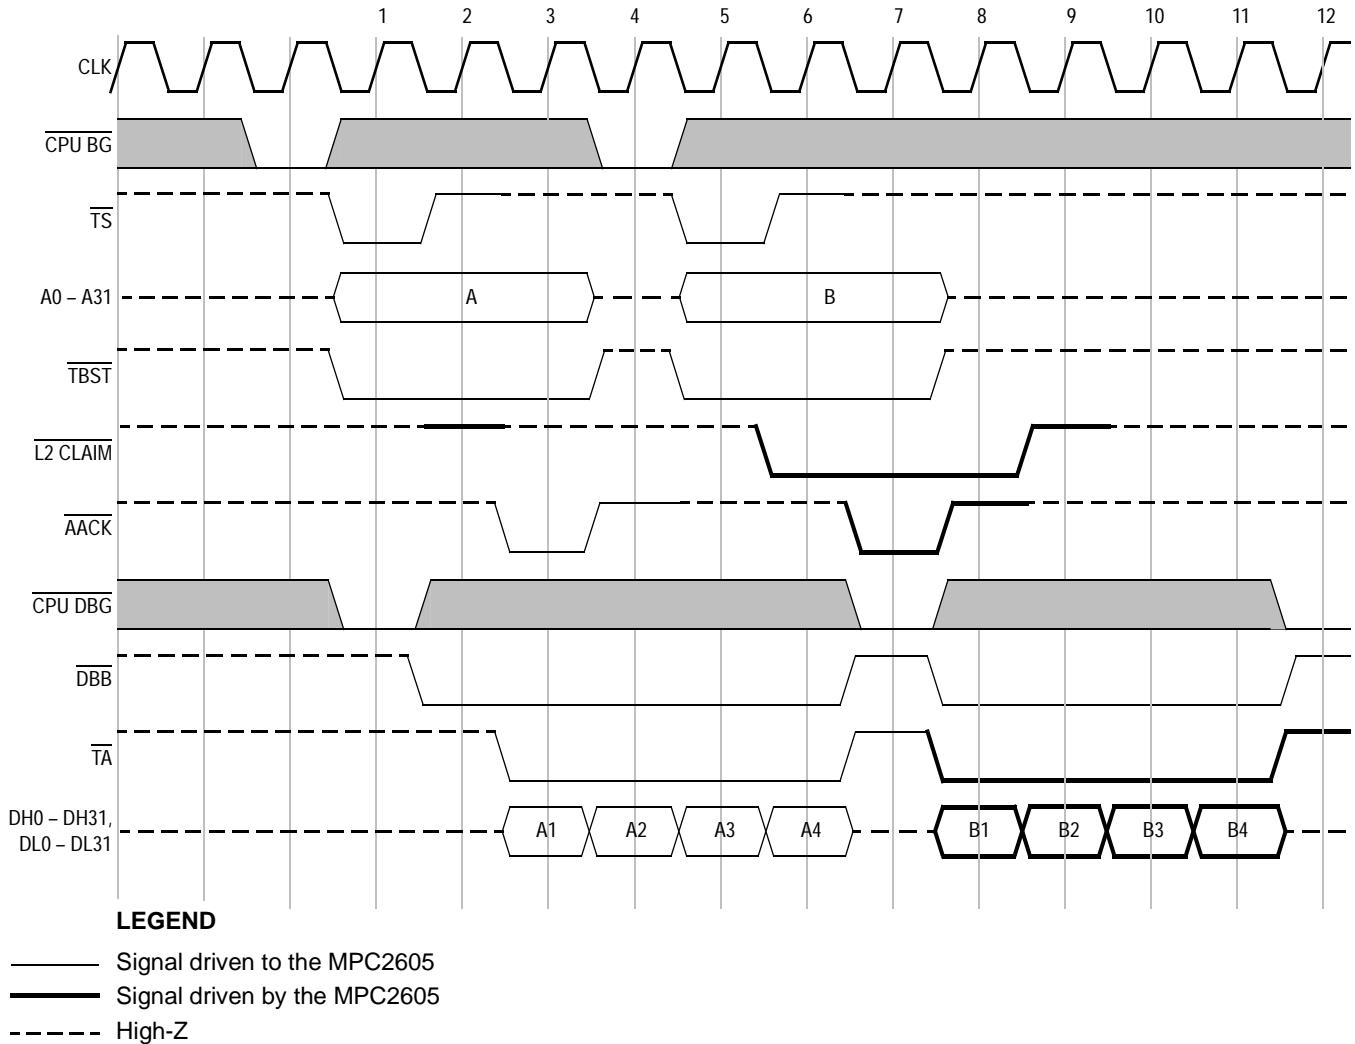 1 2 3 4 5 6 7 8 9 10 11 12
CLK
CPU BG
TS
A0 – A31 A B
TBST
L2 CLAIM
AACK
CPU DBG
DBB
TA
DH0 – DH31, A1 A2 A3 A4 B1 B2 B3 B4
DL0 – DL31
LEGEND
Signal driven to the MPC2605
Signal driven by the MPC2605
High-Z